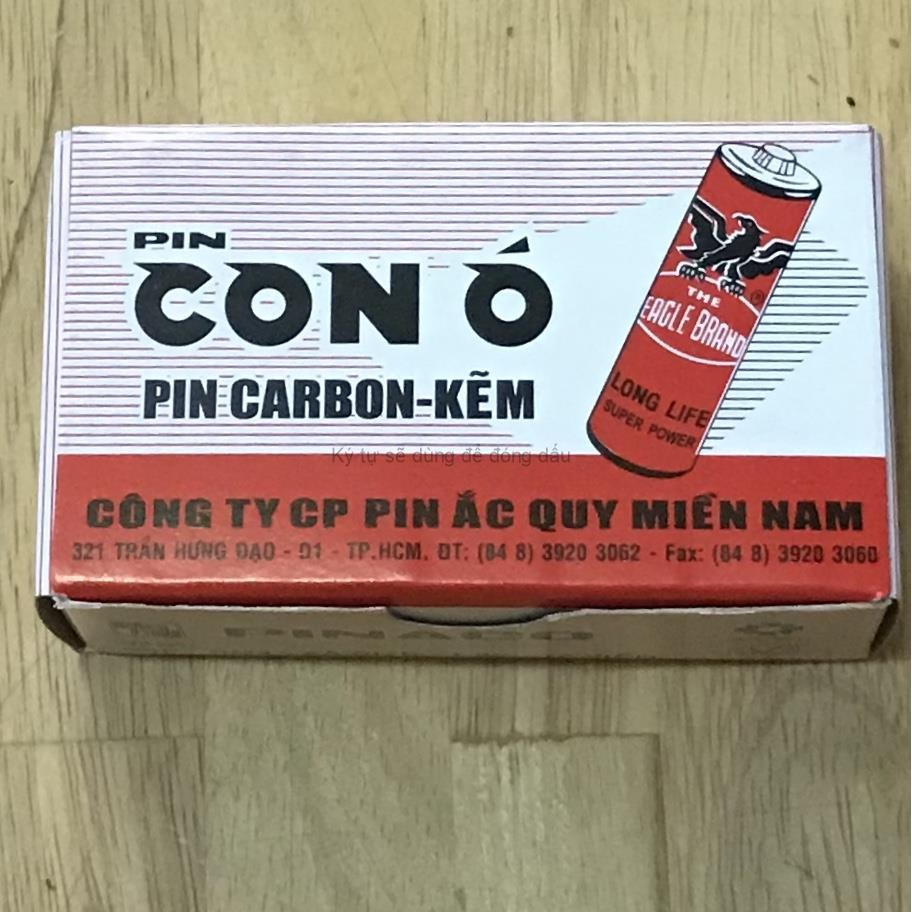 PIN
CON Ó
PIN CARBON-KẼM
THE
EAGLE BRAND
LONG LIFE
SUPER POWER
Ký tự sẽ dùng để đóng dấu
CÔNG TY CP PIN ẮC QUY MIỀN NAM
321 TRẦN HƯNG ĐẠO - Đ1 - TP.HCM. ĐT: (84 8) 3920 3062 - Fax: (84 8) 3920 3060
PINACO